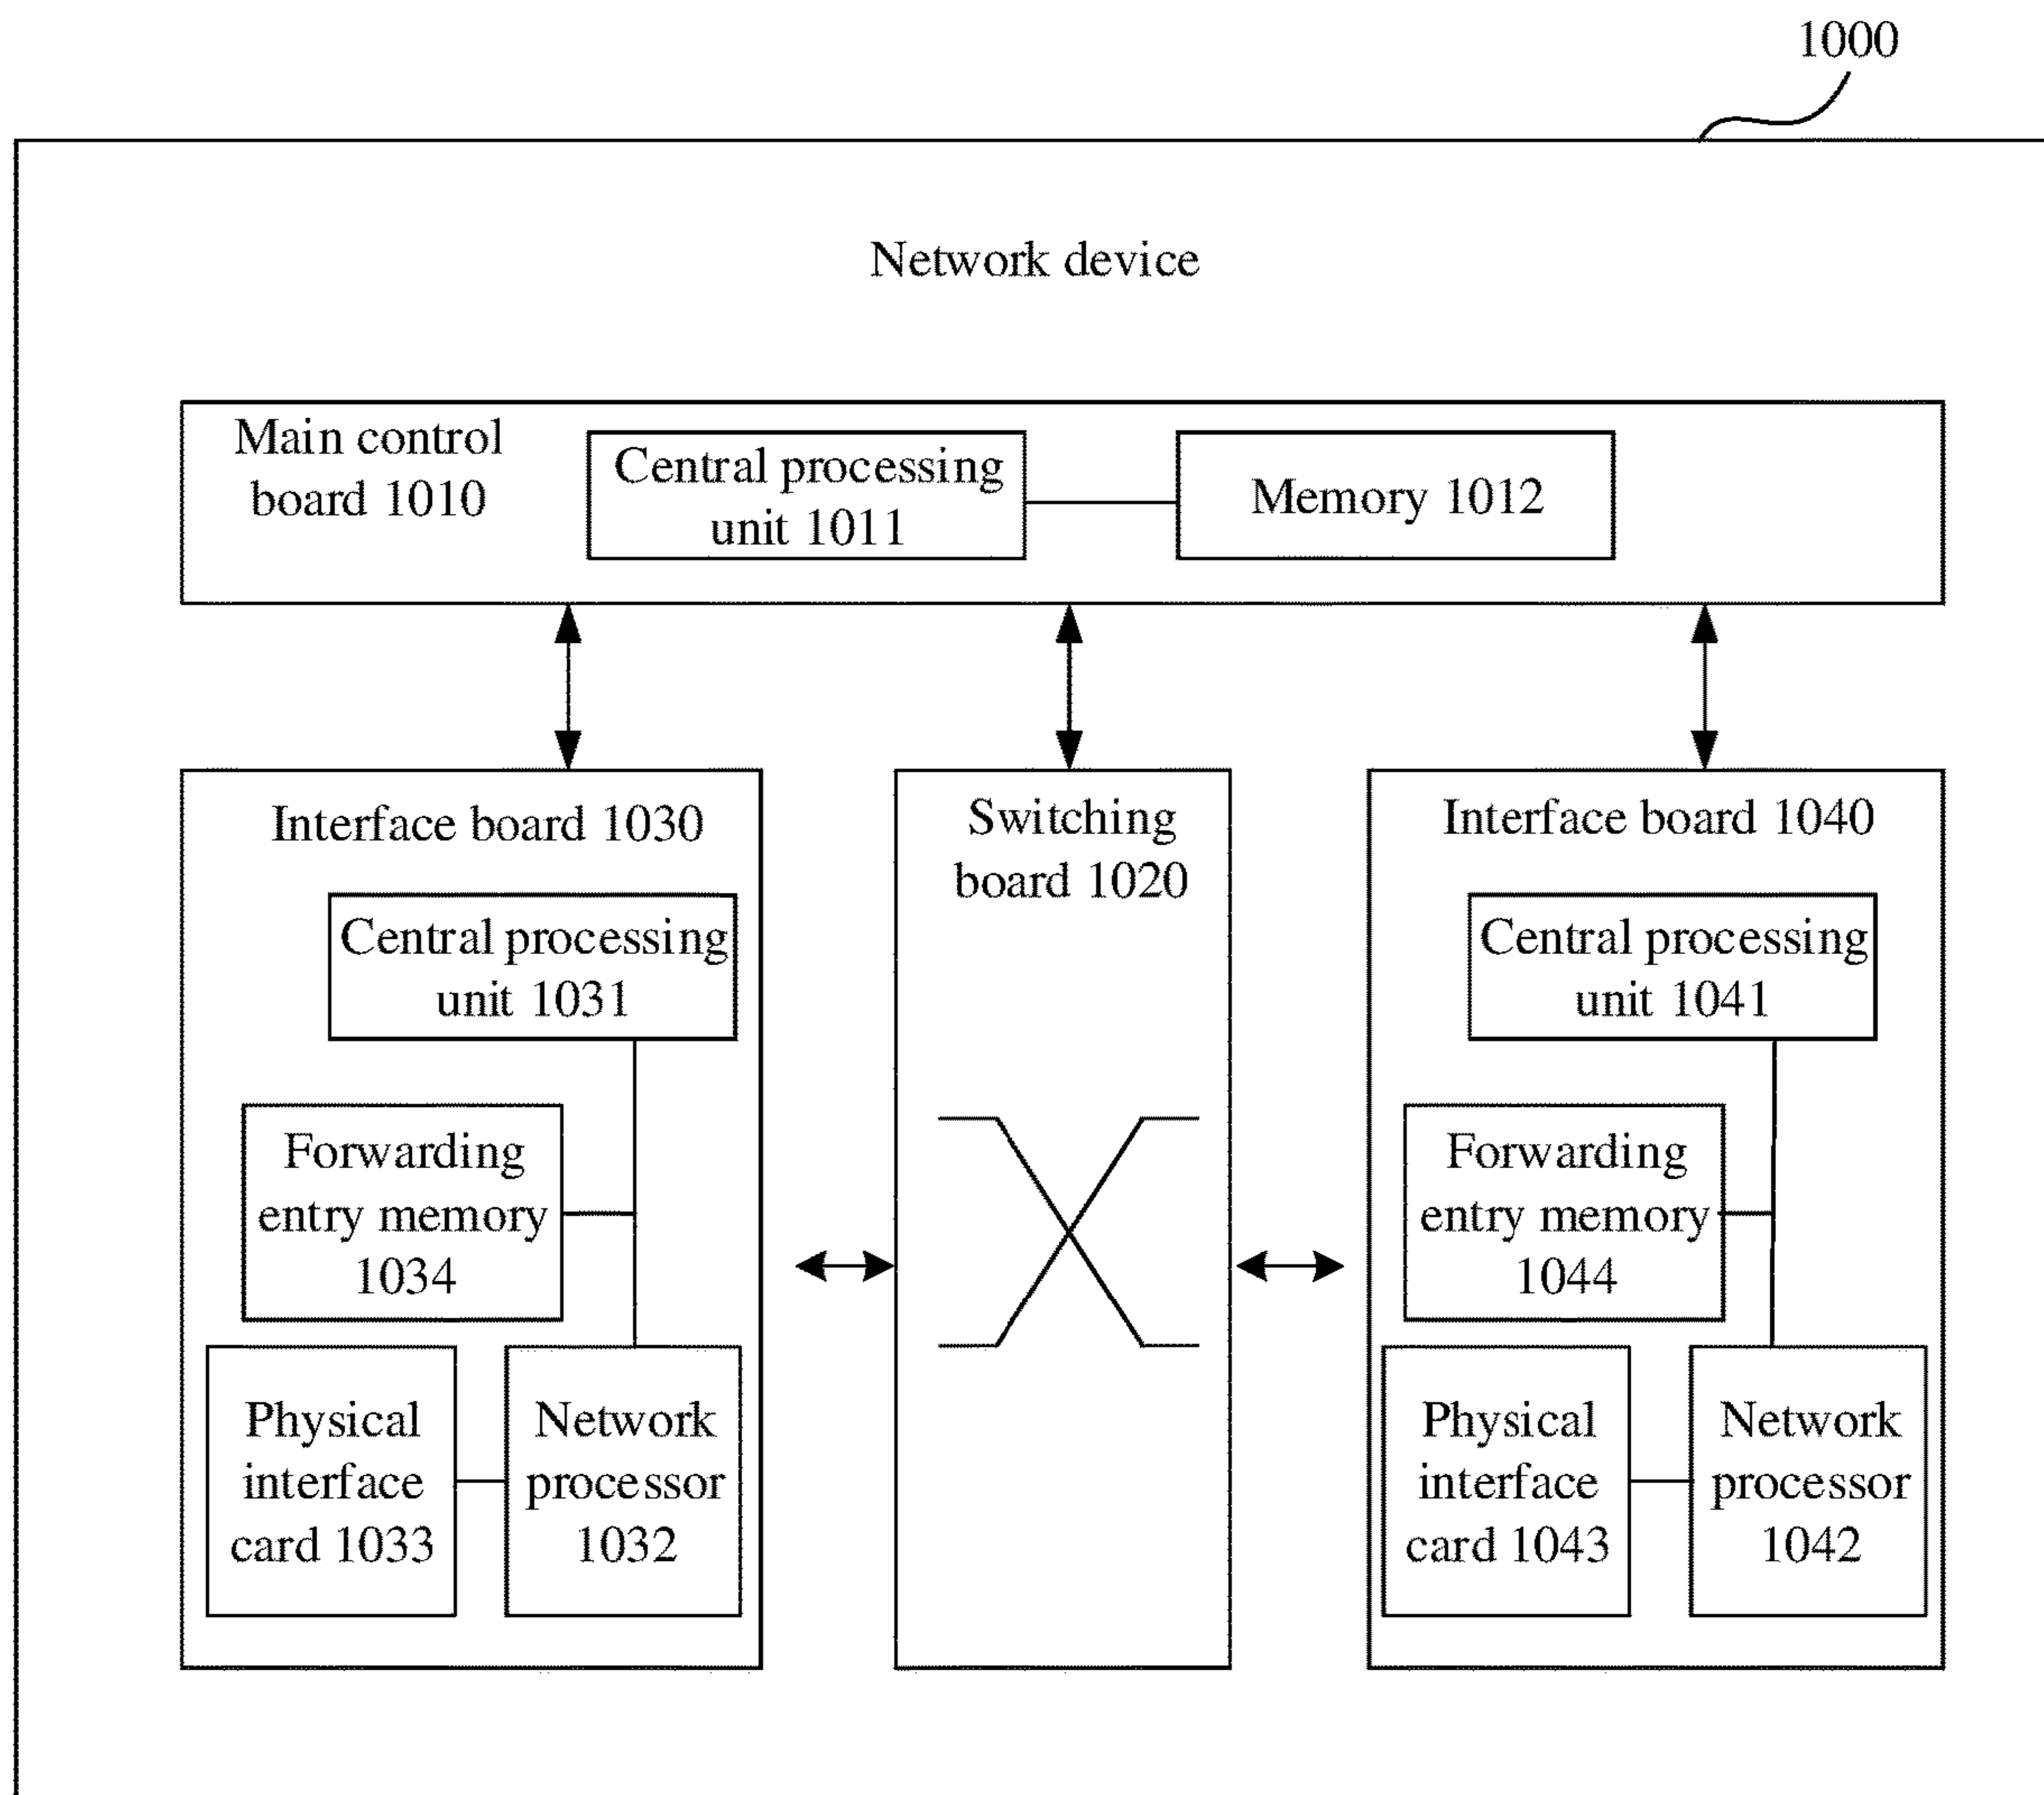 1000
Network device
Main control
board 1010
Central processing
unit 1011
Memory 1012
Interface board 1030
Central processing
unit 1031
Forwarding
entry memory
1034
Physical
interface
card 1033
Network
processor
1032
Switching
board 1020
Interface board 1040
Central processing
unit 1041
Forwarding
entry memory
1044
Physical
interface
card 1043
Network
processor
1042